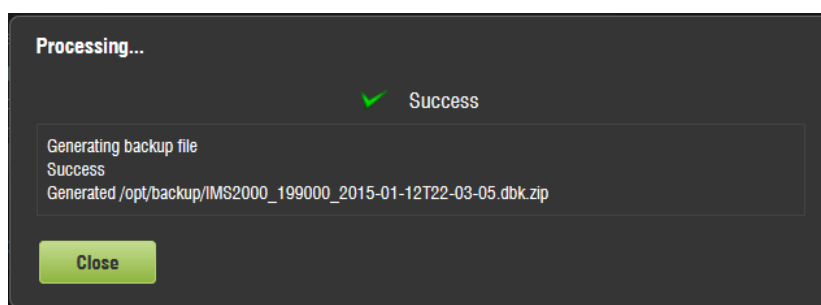 Processing...
Success
Generating backup file
Success
Generated /opt/backup/IMS2000_199000_2015-01-12T22-03-05.dbk.zip
Close